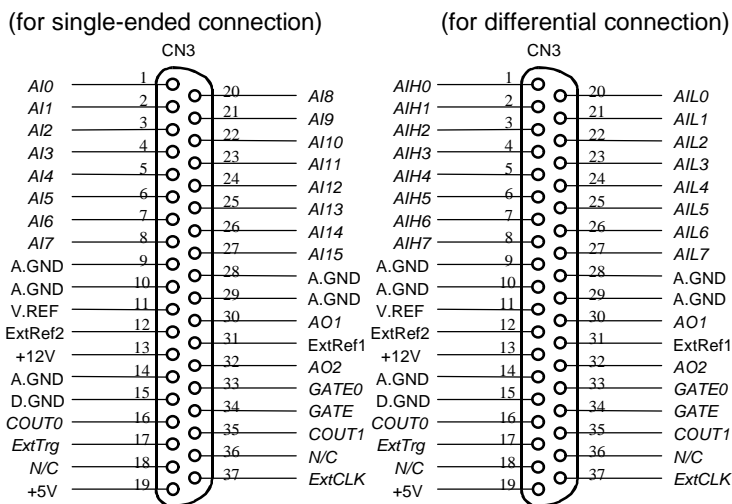 (for single-ended connection)
CN3
AI0 1
20 AI8
AI1 2
21 AI9
AI2 3
22 AI10
AI3 4
23 AI11
AI4 5
24 AI12
AI5 6
25 AI13
AI6 7
26 AI14
AI7 8
27 AI15
A.GND 9
28 A.GND
A.GND 10
29 A.GND
V.REF 11
30 AO1
ExtRef2 12
31 ExtRef1
+12V 13
32 AO2
A.GND 14
33 GATE0
D.GND 15
34 GATE
COUT0 16
35 COUT1
ExtTrg 17
36 N/C
N/C 18
37 ExtCLK
+5V 19
(for differential connection)
CN3
AIH0 1
20 AIL0
AIH1 2
21 AIL1
AIH2 3
22 AIL2
AIH3 4
23 AIL3
AIH4 5
24 AIL4
AIH5 6
25 AIL5
AIH6 7
26 AIL6
AIH7 8
27 AIL7
A.GND 9
28 A.GND
A.GND 10
29 A.GND
V.REF 11
30 AO1
ExtRef2 12
31 ExtRef1
+12V 13
32 AO2
A.GND 14
33 GATE0
D.GND 15
34 GATE
COUT0 16
35 COUT1
ExtTrg 17
36 N/C
N/C 18
37 ExtCLK
+5V 19